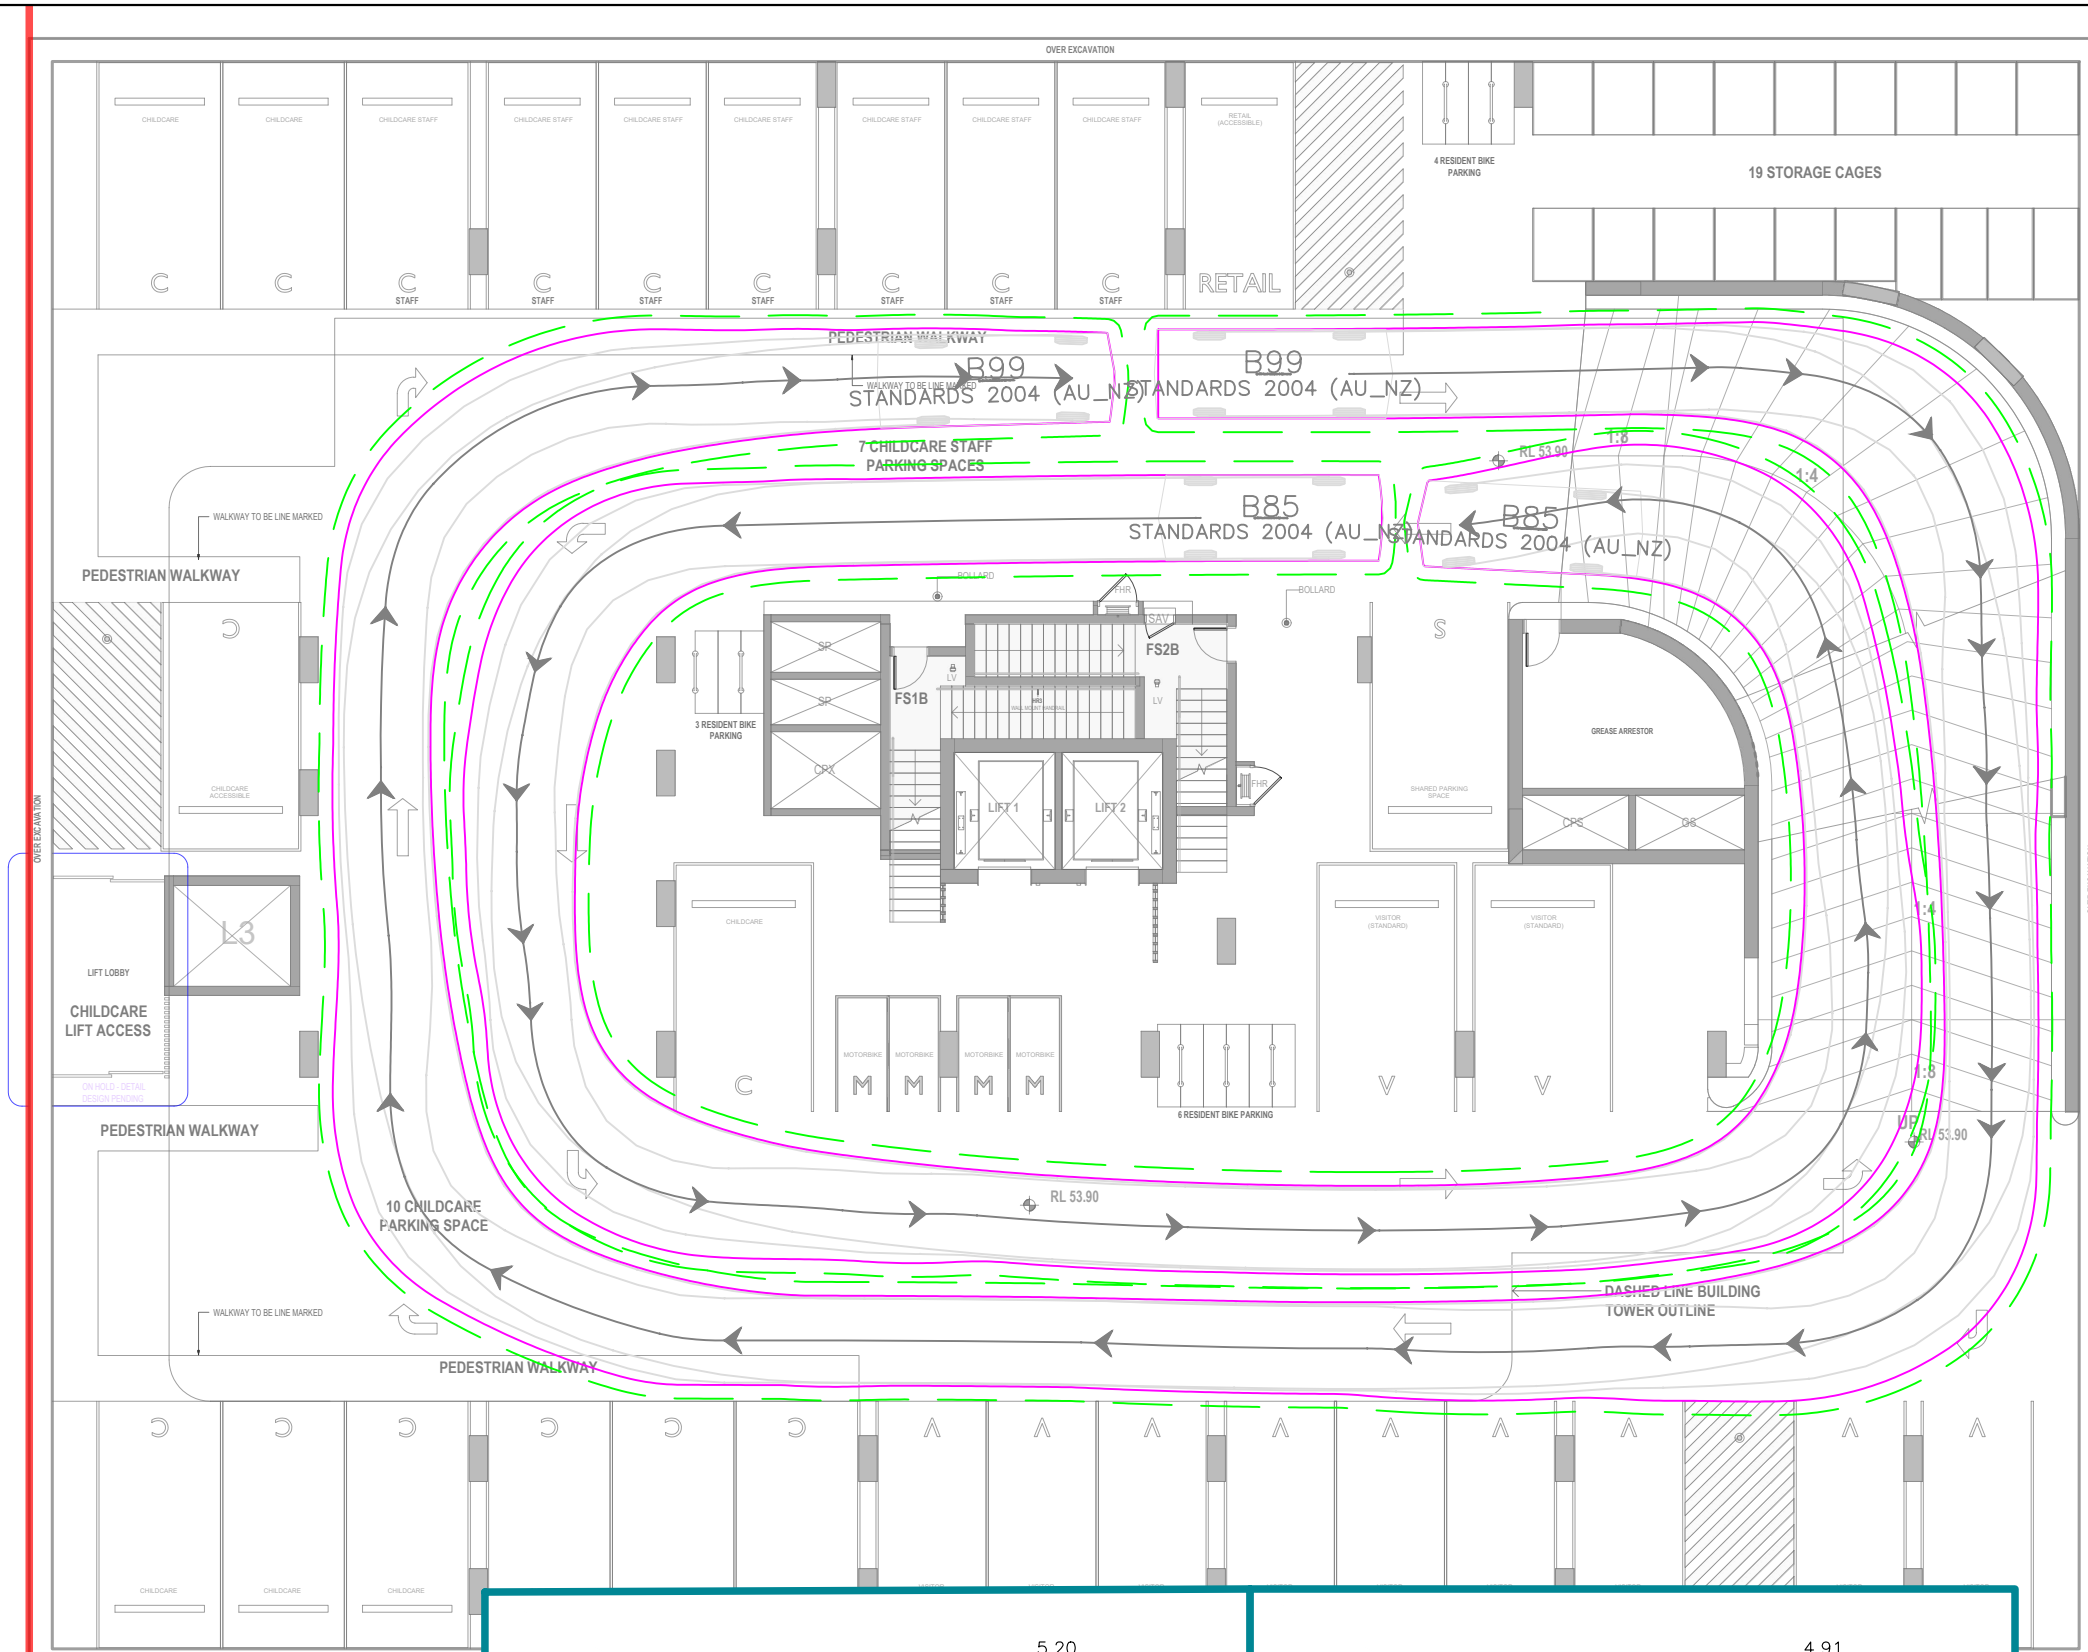 OVER EXCAVATION
CHILDCARE
CHILDCARE
CHILDCARE STAFF
CHILDCARE STAFF
CHILDCARE STAFF
CHILDCARE STAFF
CHILDCARE STAFF
CHILDCARE STAFF
CHILDCARE STAFF
RETAIL
(ACCESSIBLE)
4 RESIDENT BIKE
PARKING
19 STORAGE CAGES
C
C
C
STAFF
C
STAFF
C
STAFF
C
STAFF
C
STAFF
C
STAFF
C
STAFF
RETAIL
PEDESTRIAN WALKWAY
WALKWAY TO BE LINE MARKED
B99
STANDARDS 2004 (AU_NZ)
B99
STANDARDS 2004 (AU_NZ)
7 CHILDCARE STAFF
PARKING SPACES
RL 53.90
1:8
1:4
B85
STANDARDS 2004 (AU_NZ)
B85
STANDARDS 2004 (AU_NZ)
WALKWAY TO BE LINE MARKED
PEDESTRIAN WALKWAY
BOLLARD
BOLLARD
FHR
SAV
C
S
SP
SP
CPX
FS1B
LV
FS2B
LV
HR3
WALL MOUNT HANDRAIL
3 RESIDENT BIKE
PARKING
GREASE ARRESTOR
CHILDCARE
ACCESSIBLE
SHARED PARKING
SPACE
FHR
LIFT 1
LIFT 2
CPS
GS
OVER EXCAVATION
L3
LIFT LOBBY
CHILDCARE
LIFT ACCESS
ON HOLD - DETAIL
DESIGN PENDING
CHILDCARE
VISITOR
(STANDARD)
VISITOR
(STANDARD)
1:4
1:8
MOTORBIKE
MOTORBIKE
MOTORBIKE
MOTORBIKE
C
M
M
M
M
V
V
6 RESIDENT BIKE PARKING
UP
RL 53.90
PEDESTRIAN WALKWAY
10 CHILDCARE
PARKING SPACE
RL 53.90
DASHED LINE BUILDING
TOWER OUTLINE
WALKWAY TO BE LINE MARKED
PEDESTRIAN WALKWAY
C
C
C
C
C
C
V
V
V
V
V
V
V
V
V
CHILDCARE
CHILDCARE
CHILDCARE
5.20
4.91